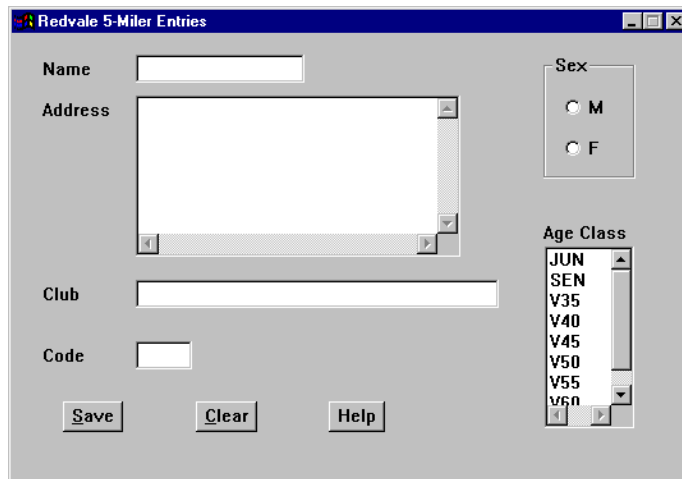 Redvale 5-Miler Entries
Name
Address
Club
Code
Save
Clear
Help
Sex
M
F
Age Class
JUN
SEN
V35
V40
V45
V50
V55
V60